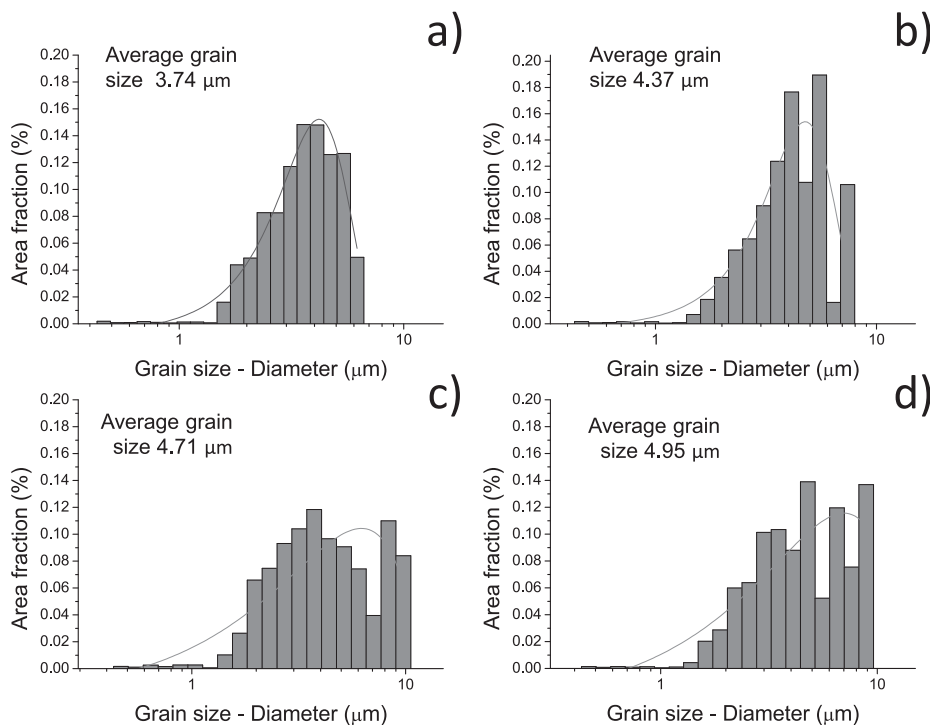 a)
Average grain
size 3.74 μm
0.20
0.18
0.16
0.14
0.12
0.10
0.08
0.06
0.04
0.02
0.00
Area fraction (%)
1
10
Grain size - Diameter (μm)
b)
Average grain
size 4.37 μm
0.20
0.18
0.16
0.14
0.12
0.10
0.08
0.06
0.04
0.02
0.00
Area fraction (%)
1
10
Grain size - Diameter (μm)
c)
Average grain
size 4.71 μm
0.20
0.18
0.16
0.14
0.12
0.10
0.08
0.06
0.04
0.02
0.00
Area fraction (%)
1
10
Grain size - Diameter (μm)
d)
Average grain
size 4.95 μm
0.20
0.18
0.16
0.14
0.12
0.10
0.08
0.06
0.04
0.02
0.00
Area fraction (%)
1
10
Grain size - Diameter (μm)